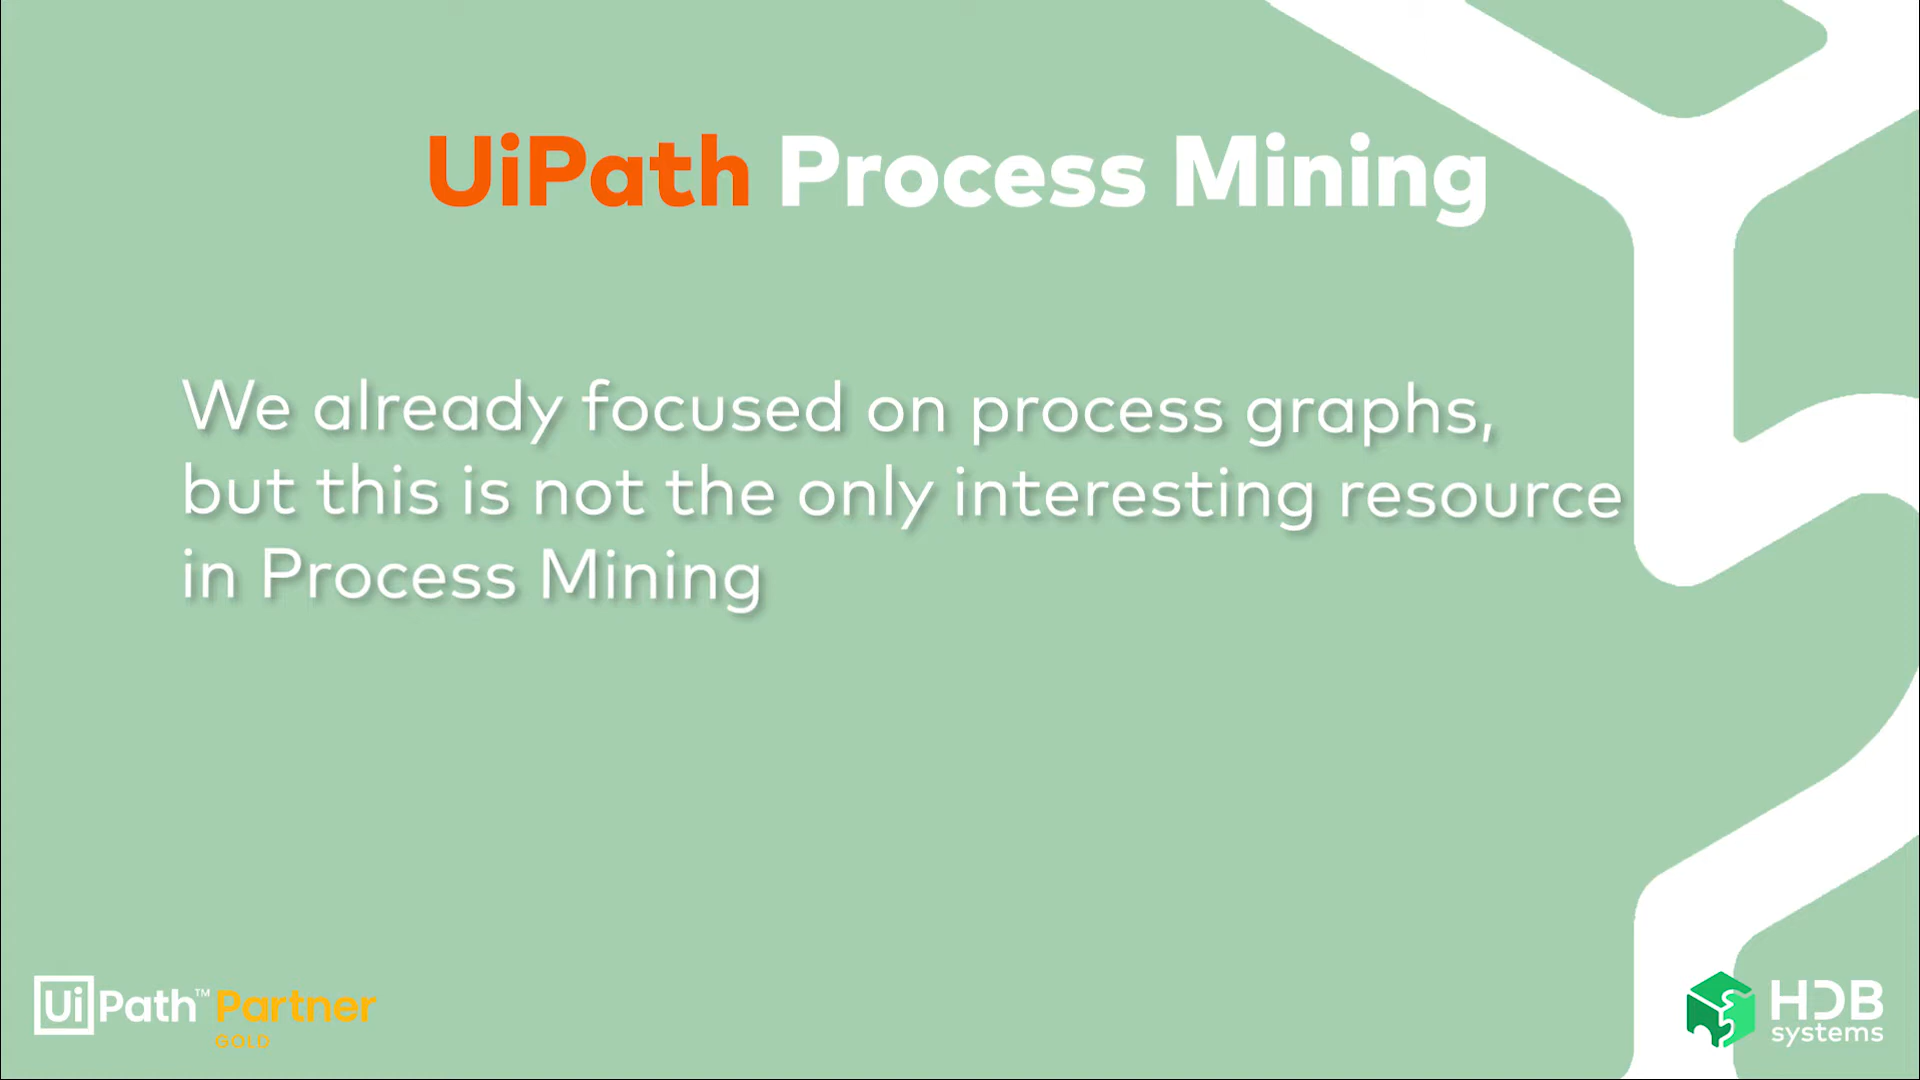 UiPath Process Mining
We already focused on process graphs,
but this is not the only interesting resource
in Process Mining
UiPath™ Partner
GOLD
HDB
systems